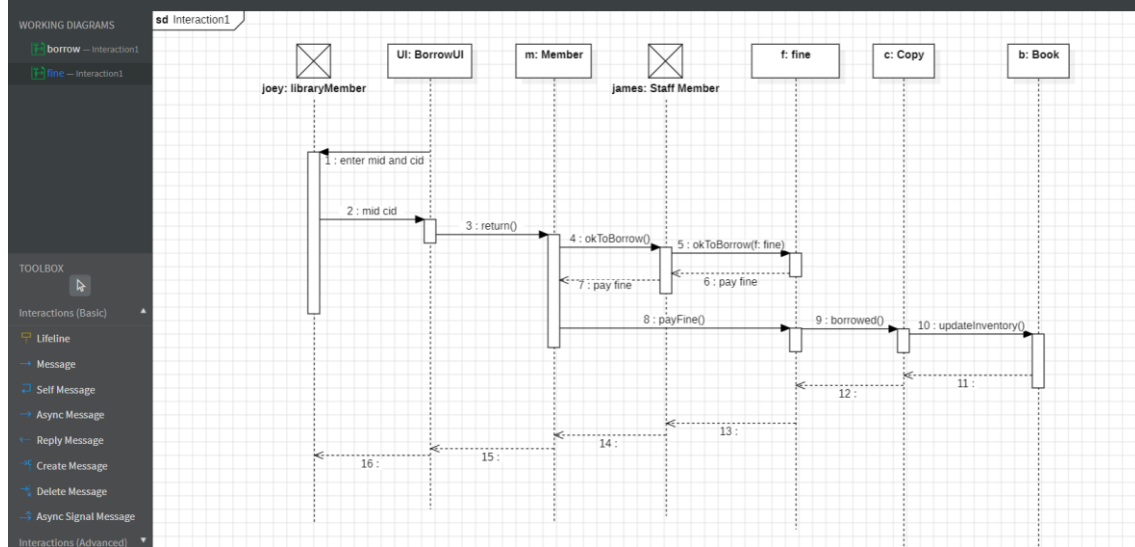 WORKING DIAGRAMS
borrow — Interaction1
fine — Interaction1
TOOLBOX
Interactions (Basic)
Lifeline
Message
Self Message
Async Message
Reply Message
Create Message
Delete Message
Async Signal Message
Interactions (Advanced)
sd Interaction1
joey: libraryMember
UI: BorrowUI
m: Member
james: Staff Member
f: fine
c: Copy
b: Book
1 : enter mid and cid
2 : mid cid
3 : return()
4 : okToBorrow()
5 : okToBorrow(f: fine)
6 : pay fine
7 : pay fine
8 : payFine()
9 : borrowed()
10 : updateInventory()
11 :
12 :
13 :
14 :
15 :
16 :